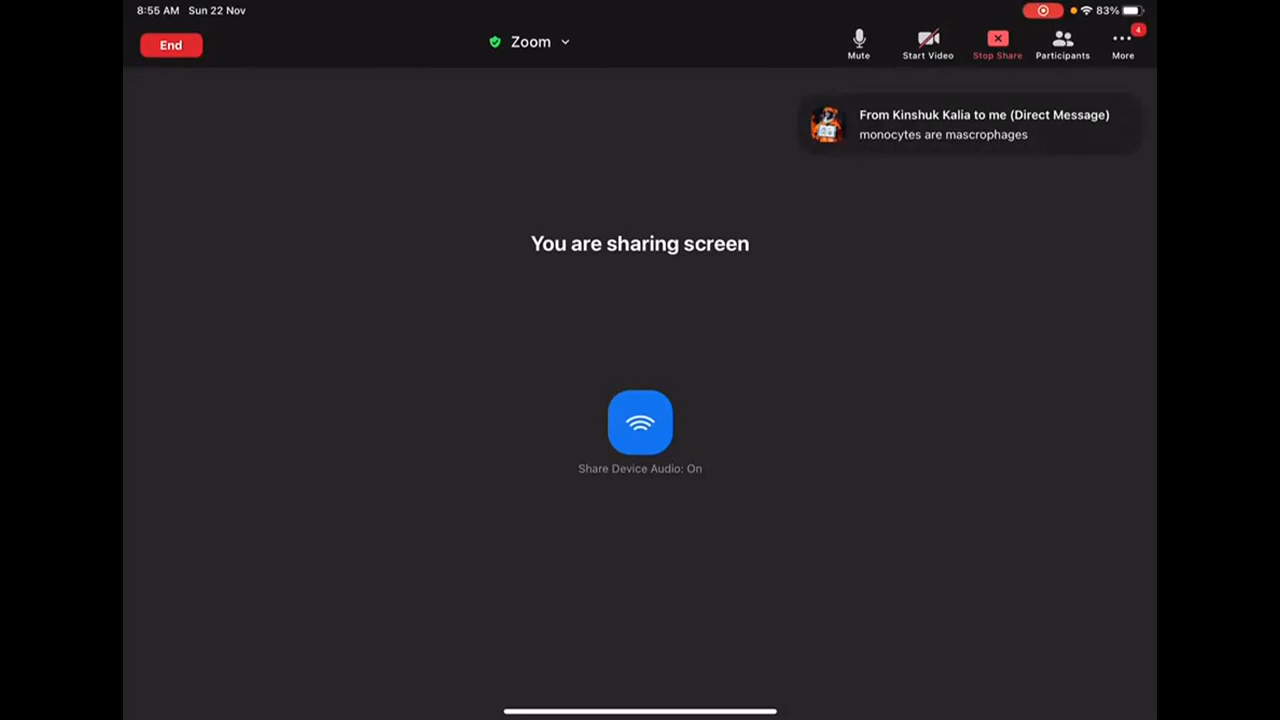 8:55 AM Sun 22 Nov
83%
End
Zoom
Mute
Start Video
Stop Share
Participants
4
More
From Kinshuk Kalia to me (Direct Message)
monocytes are mascrophages
You are sharing screen
Share Device Audio: On